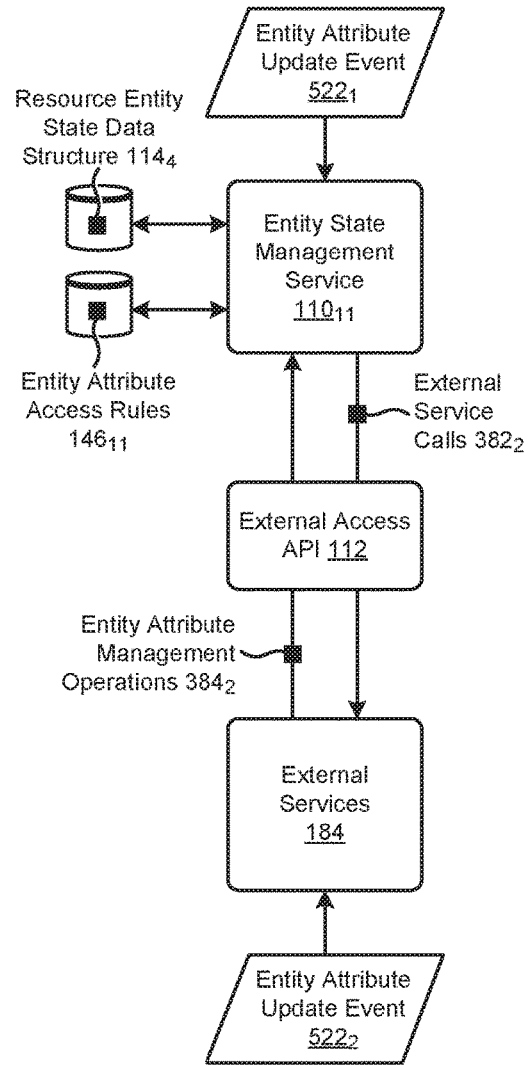 Entity Attribute
Update Event
522₁
Resource Entity
State Data
Structure 114₄
Entity State
Management
Service
110₁₁
Entity Attribute
Access Rules
146₁₁
External
Service
Calls 382₂
External Access
API 112
Entity Attribute
Management
Operations 384₂
External
Services
184
Entity Attribute
Update Event
522₂